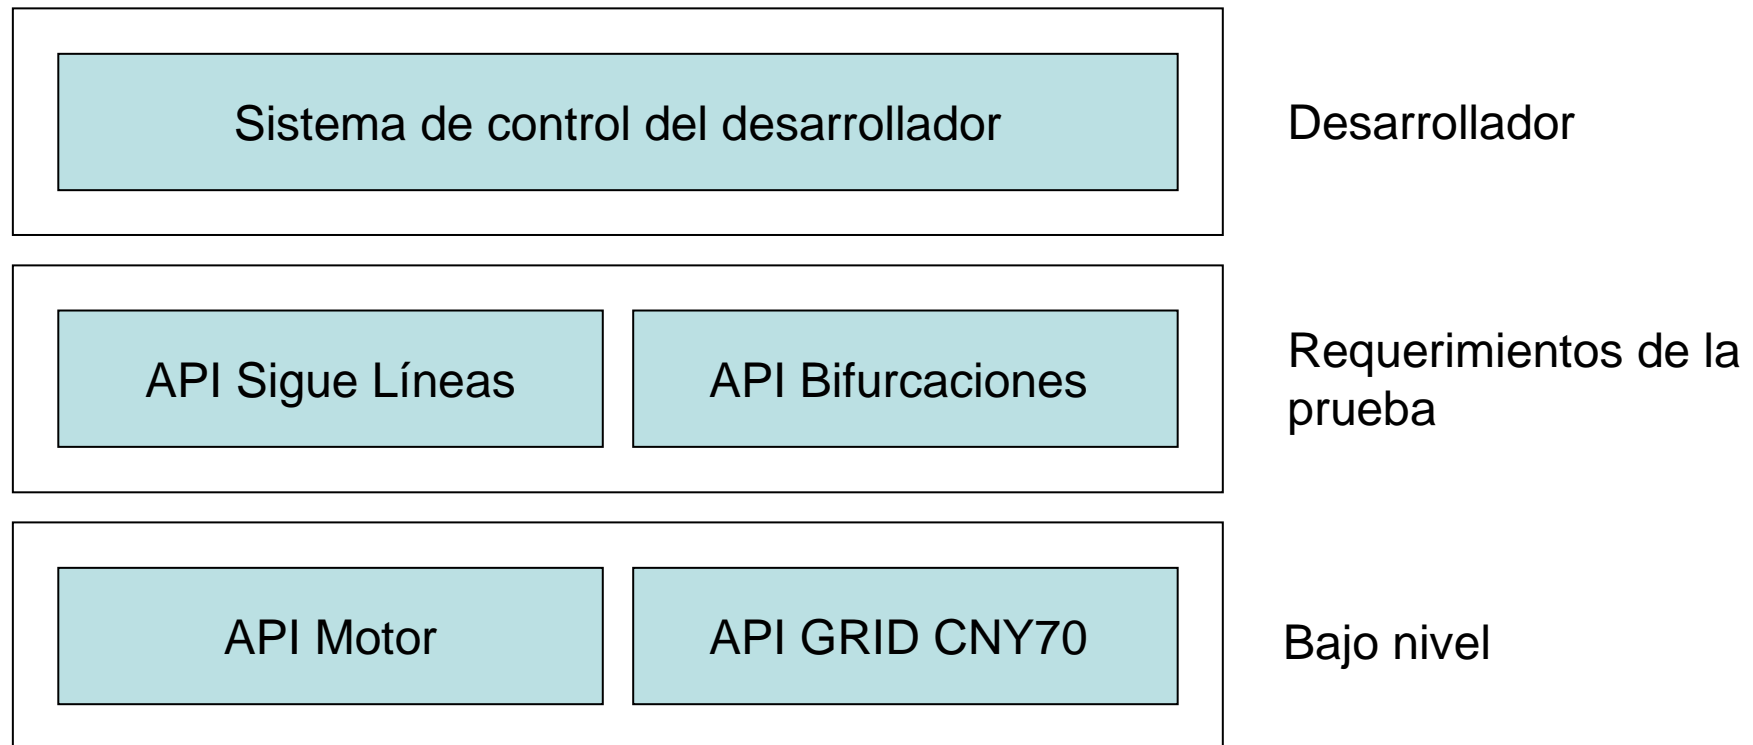 Sistema de control del desarrollador
Desarrollador
API Sigue Líneas
API Bifurcaciones
Requerimientos de la
prueba
API Motor
API GRID CNY70
Bajo nivel